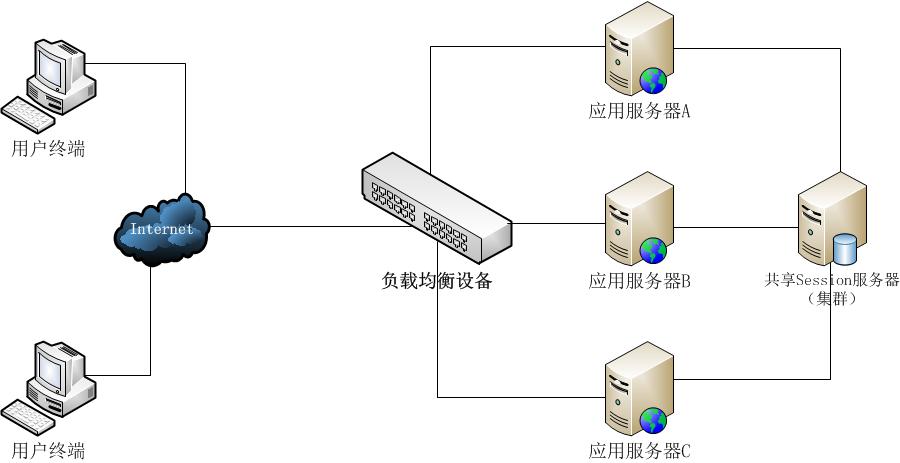 应用服务器A
用户终端
Internet
负载均衡设备
应用服务器B
共享Session服务器
（集群）
用户终端
应用服务器C